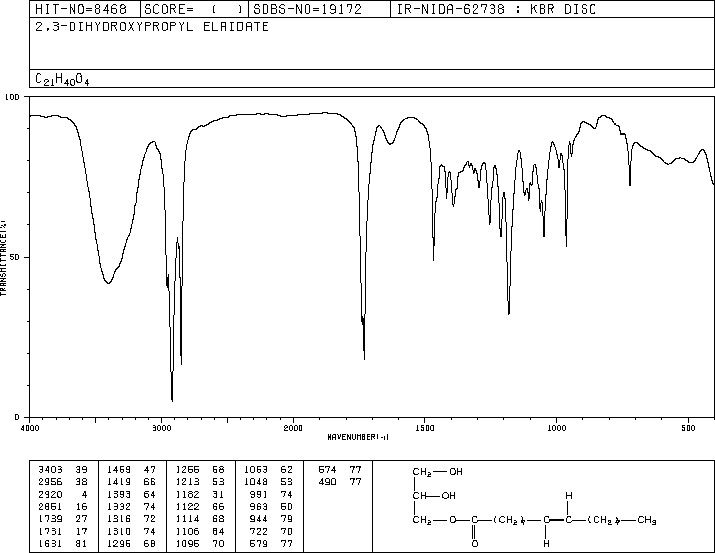 HIT-NO=8468 SCORE= ( ) SDBS-NO=19172 IR-NIDA-62738 : KBR DISC
2,3-DIHYDROXYPROPYL ELAIDATE
C21H40O4
100
50
0
TRANSMITTANCE(%)
4000 3000 2000 1500 1000 500
WAVENUMBER(-1)
3403 39 1469 47 1256 68 1063 62 674 77
2956 38 1419 66 1213 53 1048 53 490 77
2920 4 1393 64 1182 31 991 74
2851 16 1332 74 1122 66 963 50
1739 27 1316 72 1114 68 944 79
1731 17 1310 74 1106 64 722 70
1631 81 1295 68 1095 70 579 77
CH2 OH
CH OH H
CH2 O C (CH2)7 (CH2)7 CH3
O H